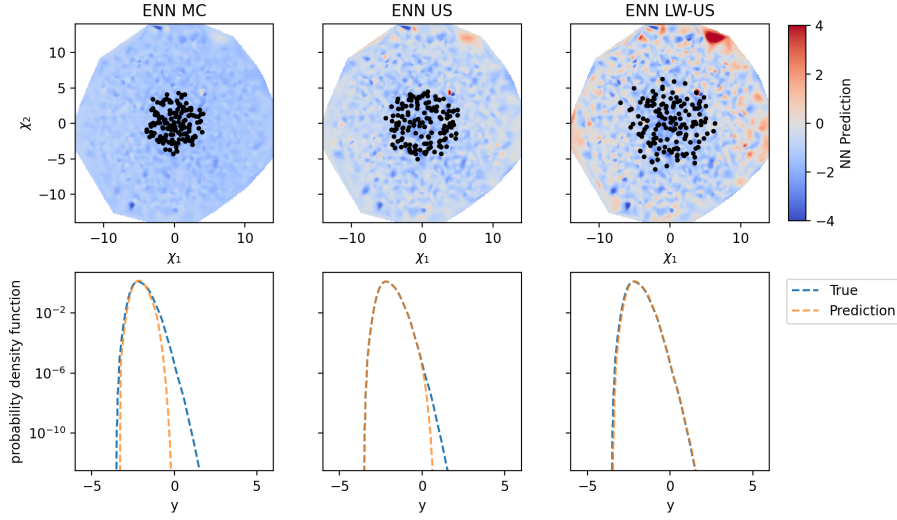 ENN MC
ENN US
ENN LW-US
10
5
0
−5
−10
χ₂
−10 0 10
−10 0 10
−10 0 10
χ₁
χ₁
χ₁
4
2
0
−2
−4
NN Prediction
probability density function
10⁻²
10⁻⁶
10⁻¹⁰
−5 0 5
−5 0 5
−5 0 5
y
y
y
True
Prediction